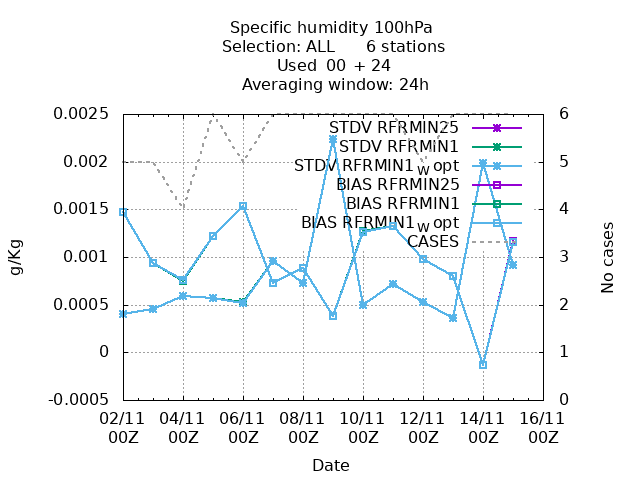 Specific humidity 100hPa
Selection: ALL 6 stations
Used 00 + 24
Averaging window: 24h
g/Kg
0.0025
0.002
0.0015
0.001
0.0005
0
-0.0005
STDV RFRMIN25
STDV RFRMIN1
STDV RFRMIN1w opt
BIAS RFRMIN25
BIAS RFRMIN1
BIAS RFRMIN1w opt
CASES
6
5
4
3
2
1
0
No cases
02/11 04/11 06/11 08/11 10/11 12/11 14/11 16/11
00Z 00Z 00Z 00Z 00Z 00Z 00Z 00Z
Date